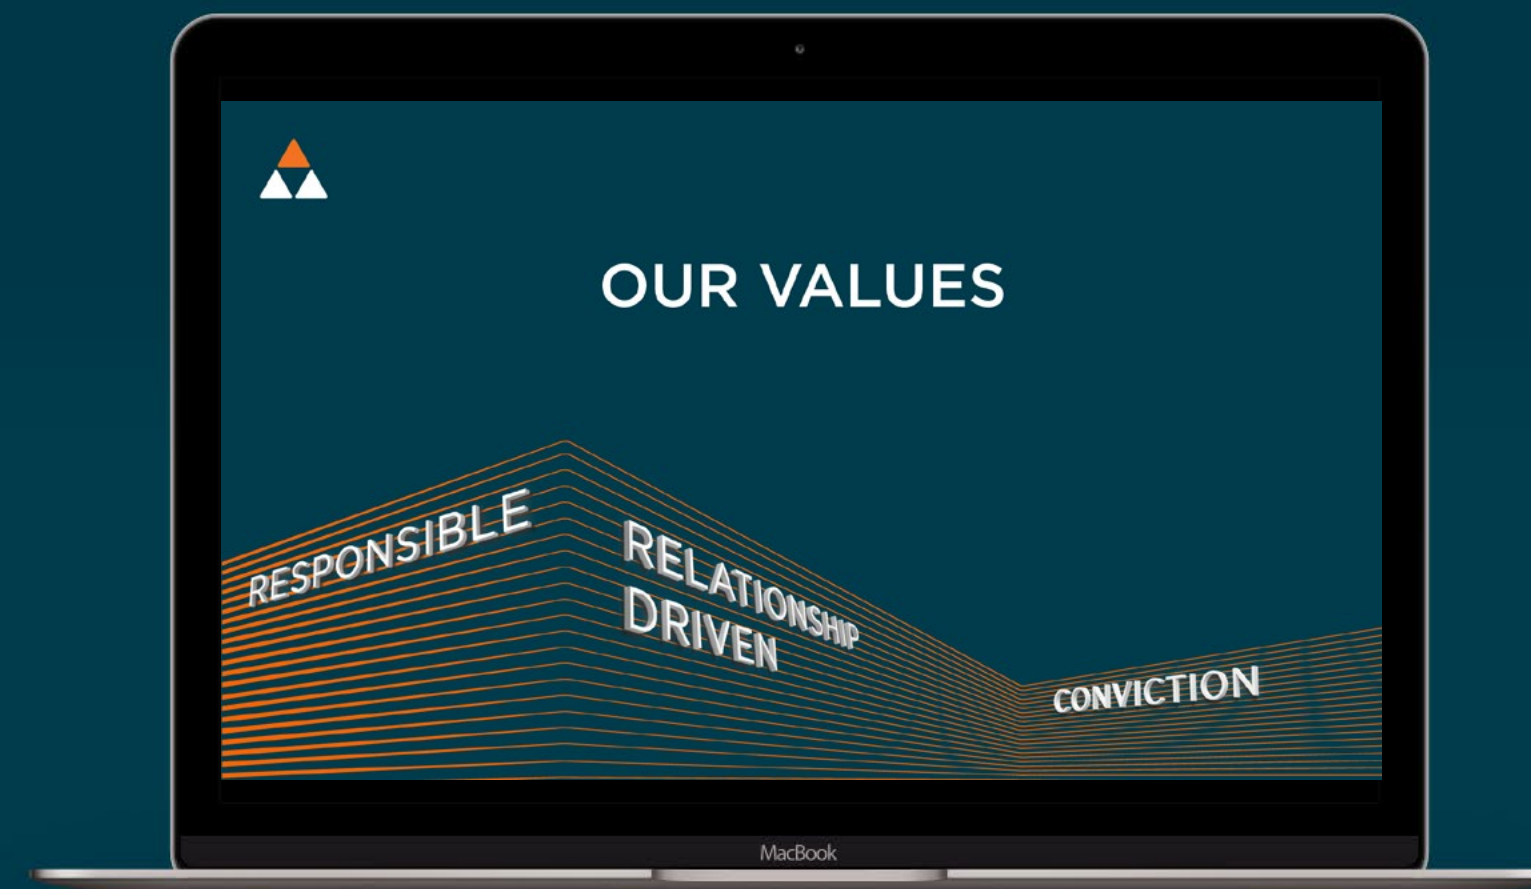 OUR VALUES
RESPONSIBLE
RELATIONSHIP
DRIVEN
CONVICTION
MacBook